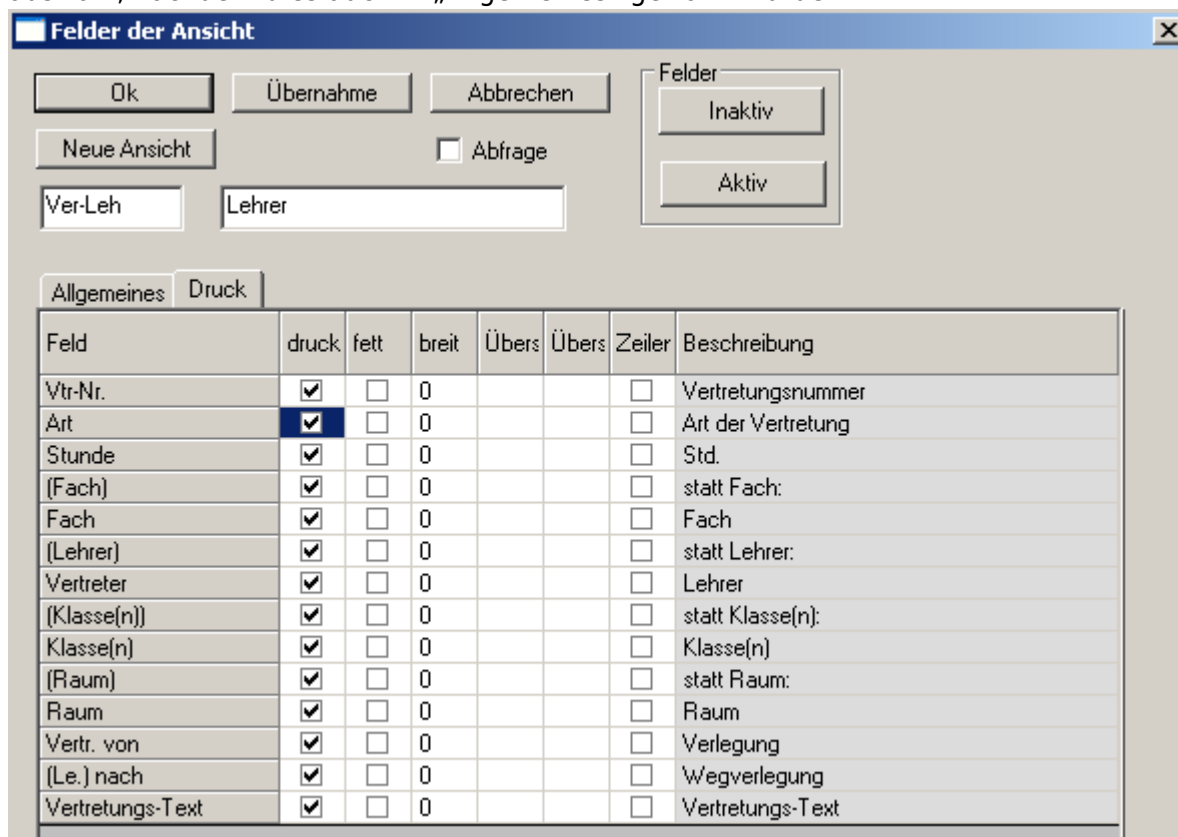 Felder der Ansicht
Ok Übernahme Abbrechen Felder
Inaktiv
Neue Ansicht Abfrage
Aktiv
Ver-Leh Lehrer
Allgemeines Druck
Feld druck fett breit Übers Übers Zeiler Beschreibung
Vtr-Nr. 0 Vertretungsnummer
Art 0 Art der Vertretung
Stunde 0 Std.
(Fach) 0 statt Fach:
Fach 0 Fach
(Lehrer) 0 statt Lehrer:
Vertreter 0 Lehrer
(Klasse(n)) 0 statt Klasse(n):
Klasse(n) 0 Klasse(n)
(Raum) 0 statt Raum:
Raum 0 Raum
Vertr. von 0 Verlegung
(Le.) nach 0 Wegverlegung
Vertretungs-Text 0 Vertretungs-Text